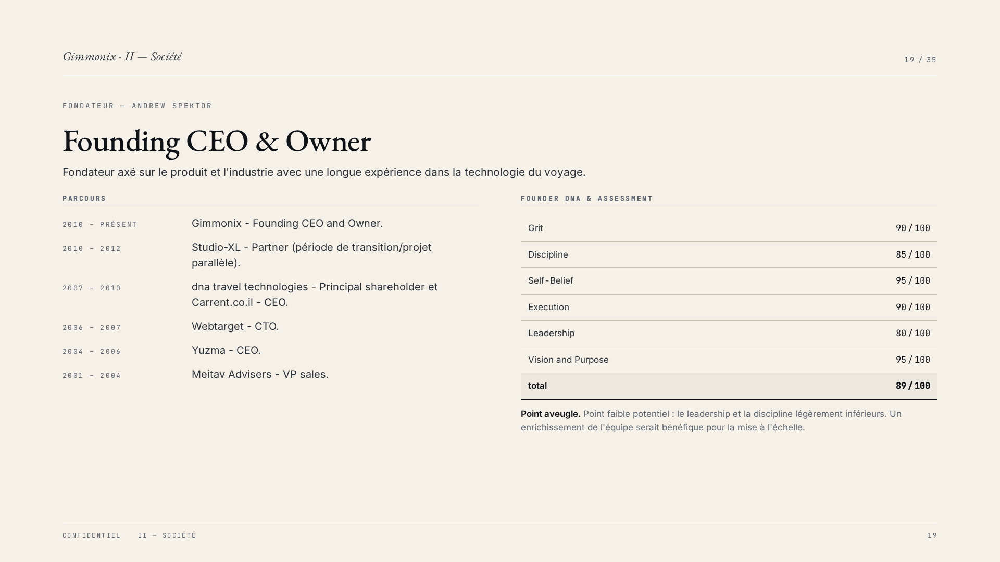 Gimmonix · II — Société
19 / 35
FONDATEUR — ANDREW SPEKTOR
Founding CEO & Owner
Fondateur axé sur le produit et l'industrie avec une longue expérience dans la technologie du voyage.
PARCOURS
2010 – PRÉSENT
Gimmonix - Founding CEO and Owner.
2010 – 2012
Studio-XL - Partner (période de transition/projet
parallèle).
2007 – 2010
dna travel technologies - Principal shareholder et
Carrent.co.il - CEO.
2006 – 2007
Webtarget - CTO.
2004 – 2006
Yuzma - CEO.
2001 – 2004
Meitav Advisers - VP sales.
FOUNDER DNA & ASSESSMENT
Grit 90/100
Discipline 85/100
Self-Belief 95/100
Execution 90/100
Leadership 80/100
Vision and Purpose 95/100
total 89/100
Point aveugle. Point faible potentiel : le leadership et la discipline légèrement inférieurs. Un
enrichissement de l'équipe serait bénéfique pour la mise à l'échelle.
CONFIDENTIEL II — SOCIÉTÉ
19